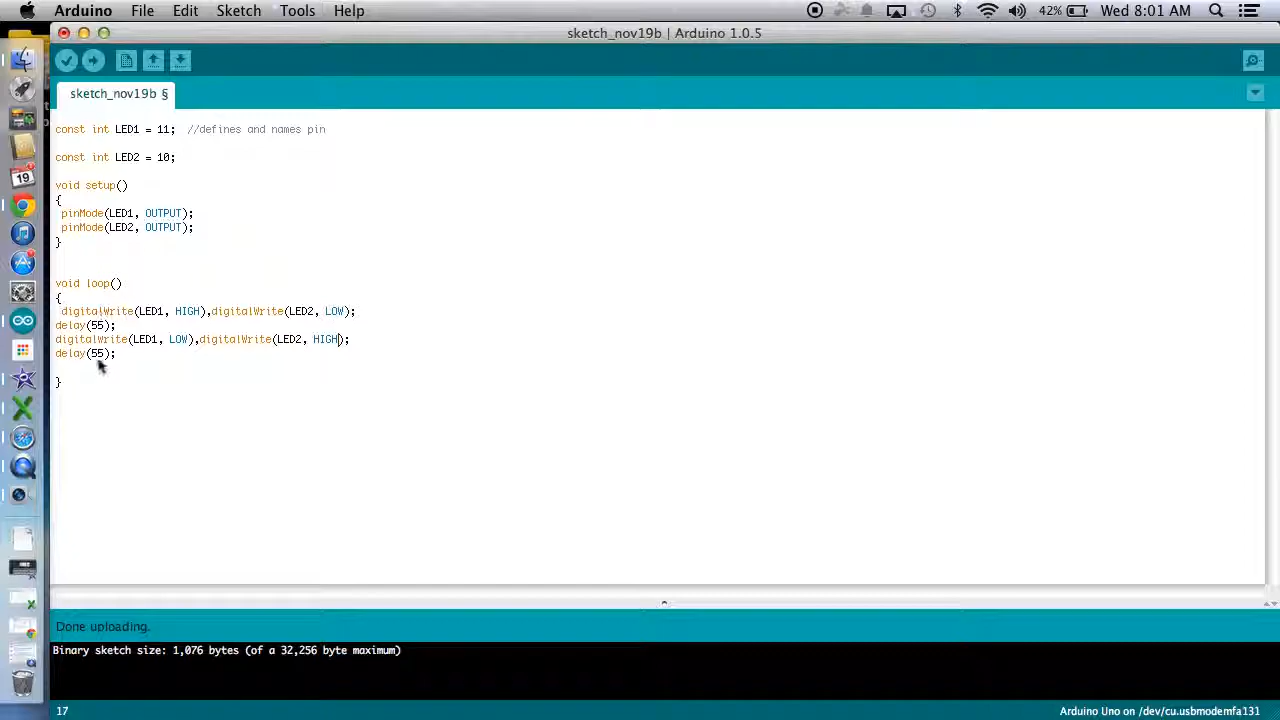 Arduino File Edit Sketch Tools Help 42% Wed 8:01 AM
sketch_nov19b | Arduino 1.0.5
sketch_nov19b §
const int LED1 = 11; //defines and names pin
const int LED2 = 10;
void setup()
{
pinMode(LED1, OUTPUT);
pinMode(LED2, OUTPUT);
}
void loop()
{
digitalWrite(LED1, HIGH),digitalWrite(LED2, LOW);
delay(55);
digitalWrite(LED1, LOW),digitalWrite(LED2, HIGH);
delay(55);
}
19
Done uploading.
Binary sketch size: 1,076 bytes (of a 32,256 byte maximum)
17 Arduino Uno on /dev/cu.usbmodemfa131